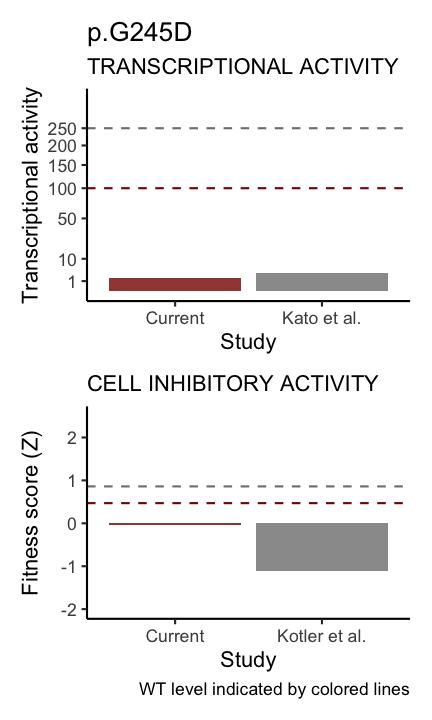 p.G245D
TRANSCRIPTIONAL ACTIVITY
Transcriptional activity
250
200
150
100
50
10
1
Current
Kato et al.
Study
CELL INHIBITORY ACTIVITY
Fitness score (Z)
2
1
0
-1
-2
Current
Kotler et al.
Study
WT level indicated by colored lines